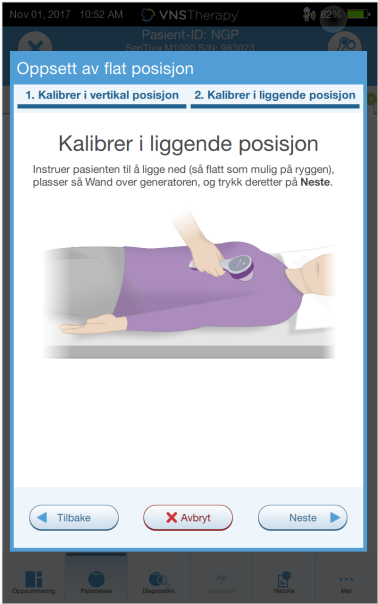 Nov 01, 2017 10:52 AM VNSTherapy 82%
Pasient-ID: NGP
SenTiva M1000 S/N: 963023
Oppsett av flat posisjon
1. Kalibrer i vertikal posisjon 2. Kalibrer i liggende posisjon
Kalibrer i liggende posisjon
Instruer pasienten til å ligge ned (så flatt som mulig på ryggen),
plasser så Wand over generatoren, og trykk deretter på Neste.
Tilbake Avbryt Neste
Oppsummering Parametere Diagnostikk Historie Mer